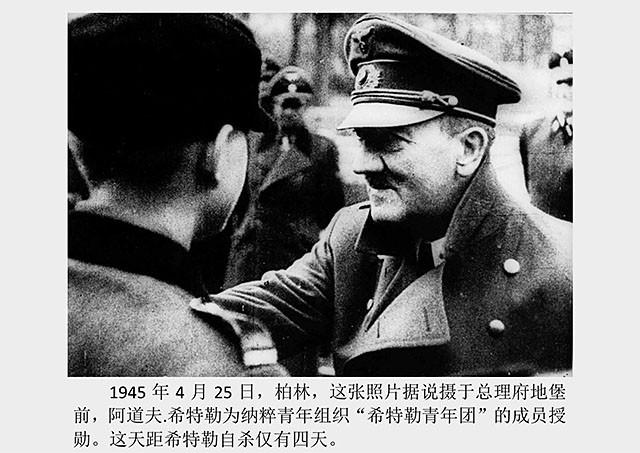 1945 年 4 月 25 日，柏林，这张照片据说摄于总理府地堡
前，阿道夫.希特勒为纳粹青年组织“希特勒青年团”的成员授
勋。这天距希特勒自杀仅有四天。